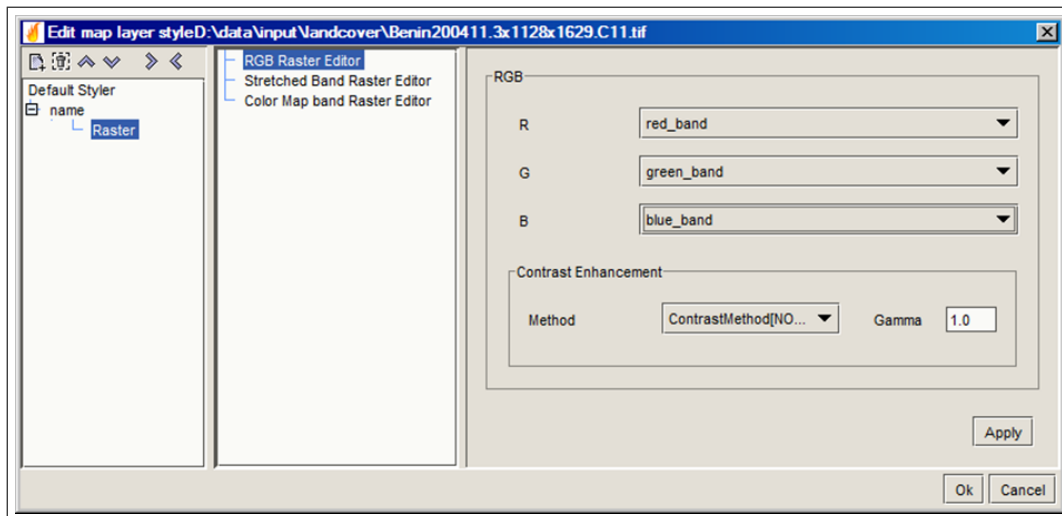 Edit map layer styleD:\data\input\landcover\Benin200411.3x1128x1629.C11.tif
Default Styler
name
Raster
RGB Raster Editor
Stretched Band Raster Editor
Color Map band Raster Editor
RGB
R red_band
G green_band
B blue_band
Contrast Enhancement
Method ContrastMethod[NO... Gamma 1.0
Apply
Ok Cancel